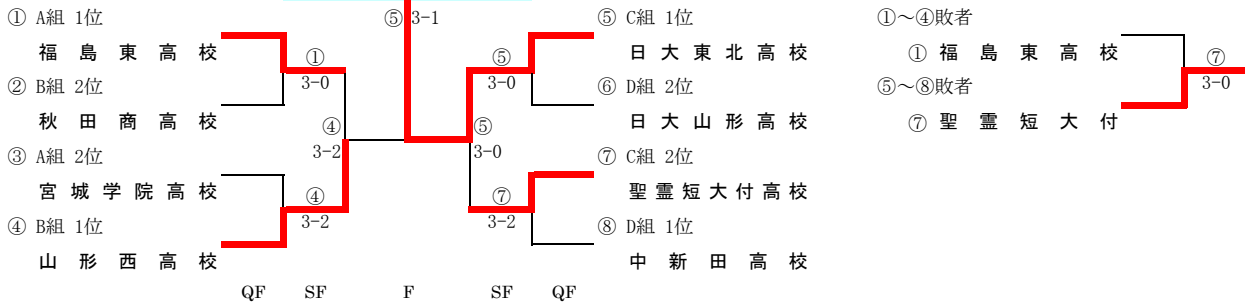 ① A組 1位
福島東高校
② B組 2位
秋田商高校
③ A組 2位
宮城学院高校
④ B組 1位
山形西高校
①
3-0
④
3-2
④
3-2
⑤ 3-1
⑤
3-0
⑤
3-0
⑦
3-2
⑤ C組 1位
日大東北高校
⑥ D組 2位
日大山形高校
⑦ C組 2位
聖霊短大付高校
⑧ D組 1位
中新田高校
QF SF F SF QF
①～④敗者
① 福島東高校
⑤～⑧敗者
⑦ 聖霊短大付
⑦
3-0